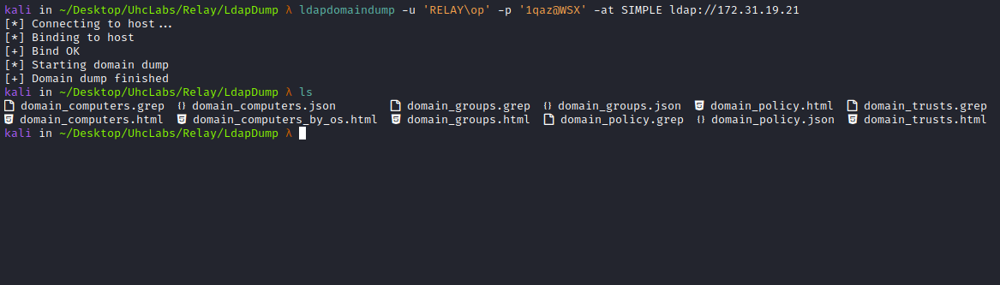 kali in ~/Desktop/UhcLabs/Relay/LdapDump λ ldapdomaindump -u 'RELAY\op' -p '1qaz@WSX' -at SIMPLE ldap://172.31.19.21
[*] Connecting to host...
[*] Binding to host
[+] Bind OK
[*] Starting domain dump
[+] Domain dump finished
kali in ~/Desktop/UhcLabs/Relay/LdapDump λ ls
domain_computers.grep {} domain_computers.json domain_groups.grep {} domain_groups.json domain_policy.html domain_trusts.grep
domain_computers.html domain_computers_by_os.html domain_groups.html domain_policy.grep {} domain_policy.json domain_trusts.html
kali in ~/Desktop/UhcLabs/Relay/LdapDump λ